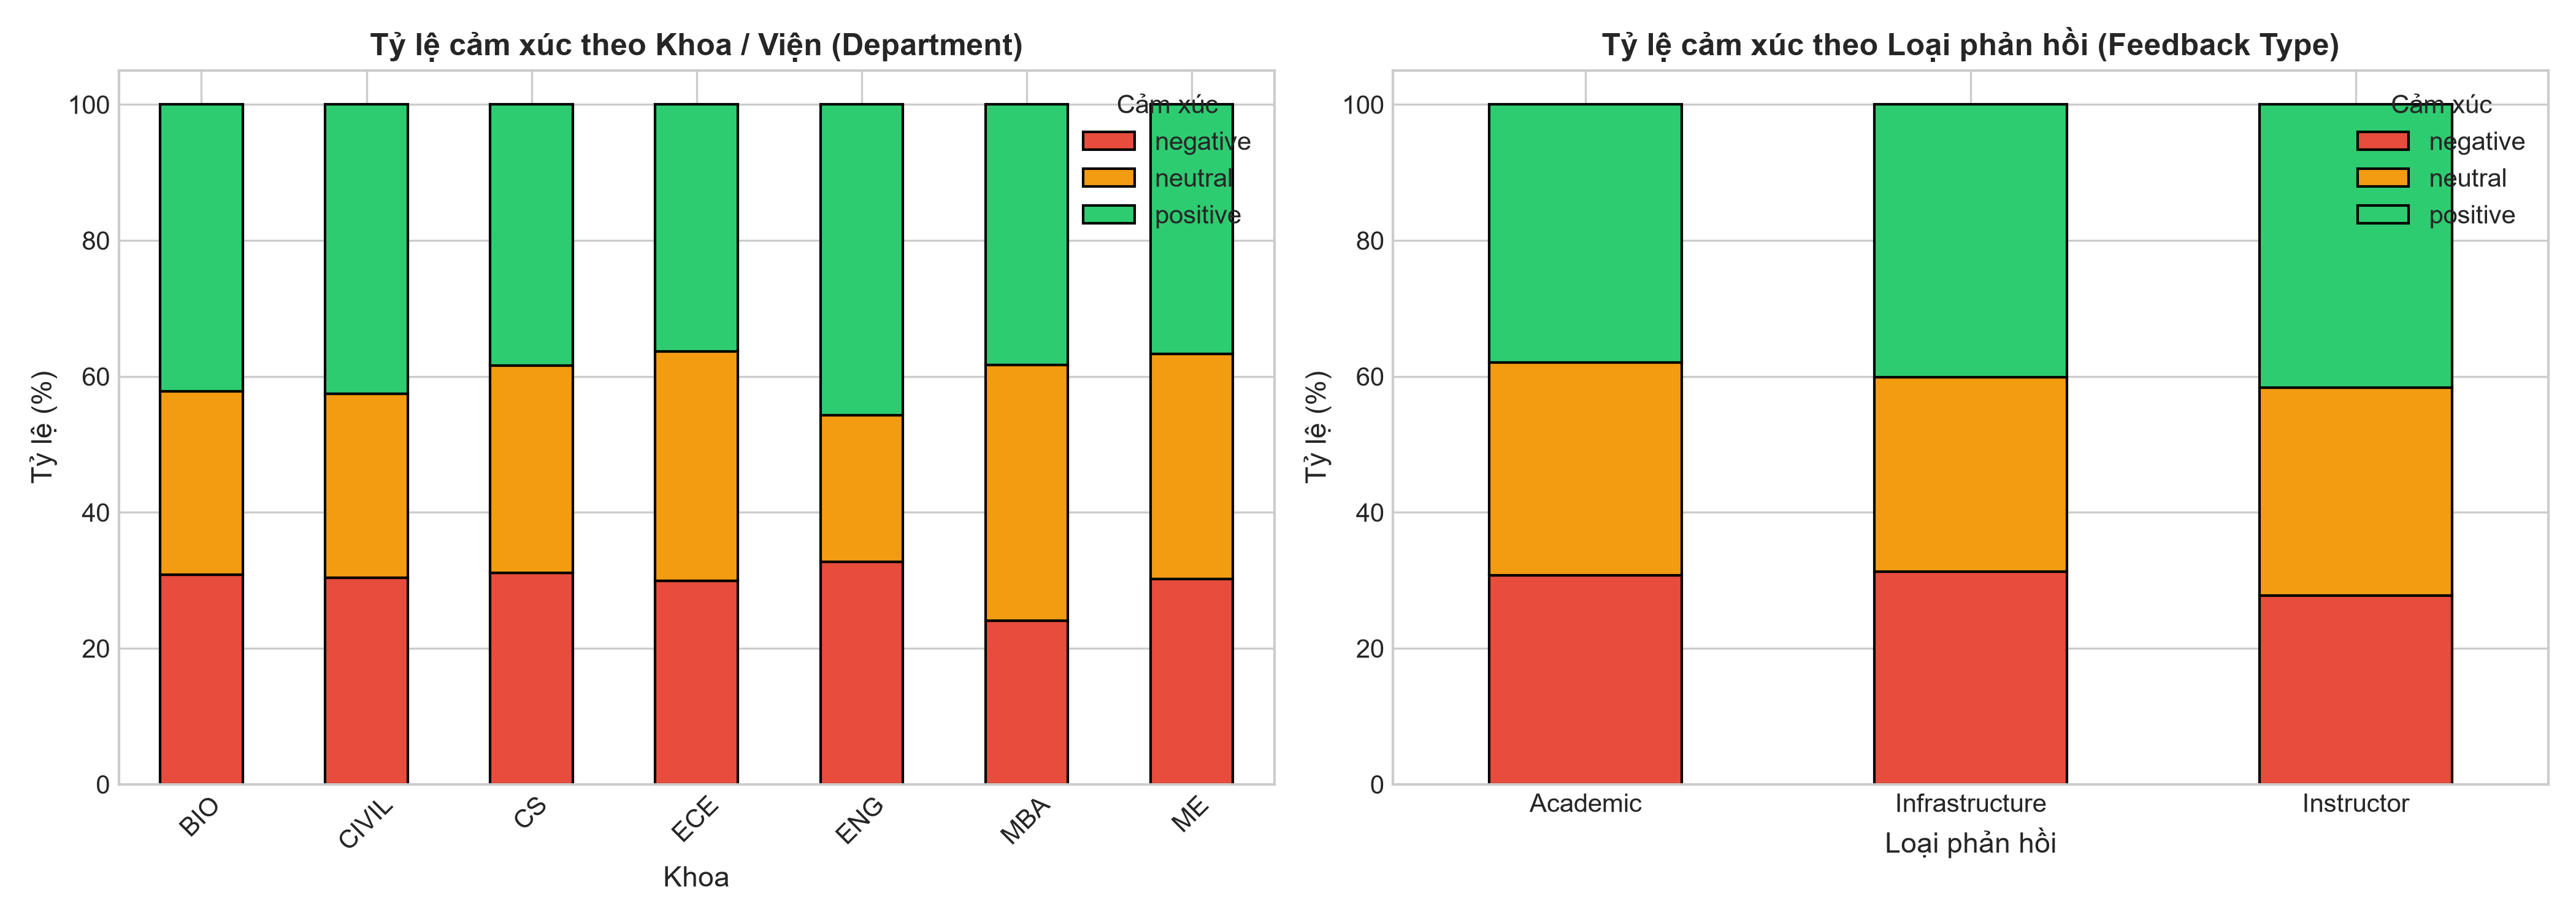 Tỷ lệ cảm xúc theo Khoa / Viện (Department)
Tỷ lệ (%)
100
80
60
40
20
0
Cảm xúc
negative
neutral
positive
BIO
CIVIL
CS
ECE
ENG
MBA
ME
Khoa
Tỷ lệ cảm xúc theo Loại phản hồi (Feedback Type)
Tỷ lệ (%)
100
80
60
40
20
0
Cảm xúc
negative
neutral
positive
Academic
Infrastructure
Instructor
Loại phản hồi